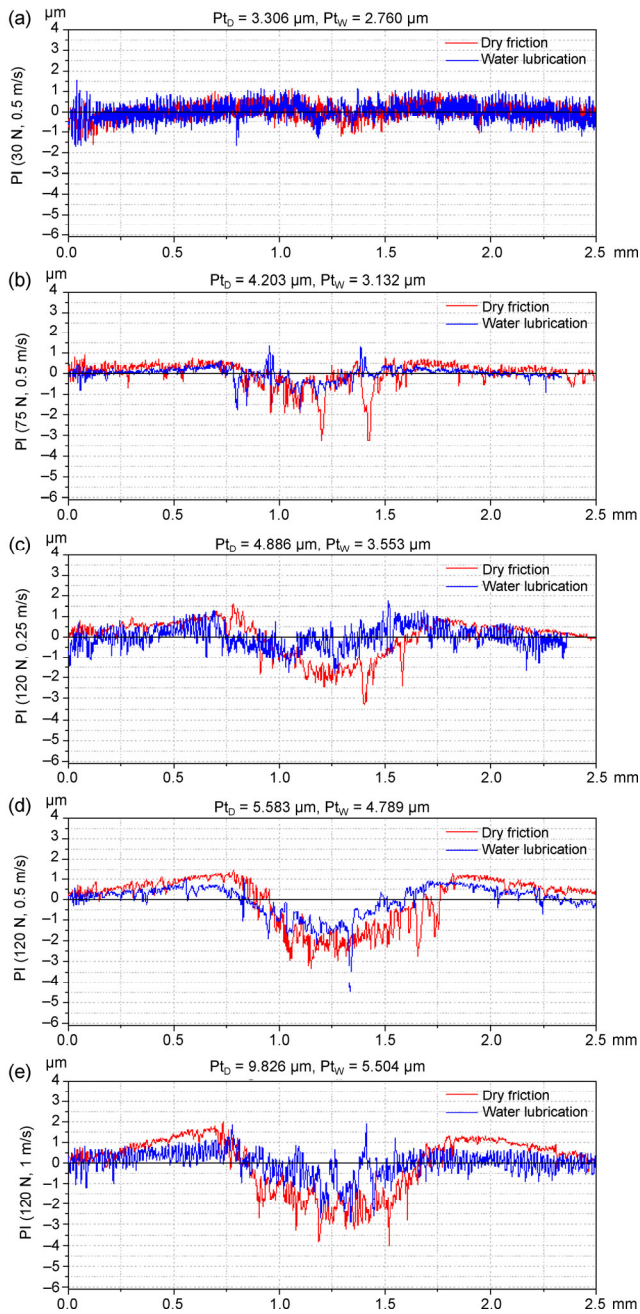 (a)
µm
Pt_D = 3.306 µm, Pt_W = 2.760 µm
4
3
2
1
0
−1
−2
−3
−4
−5
−6
PI (30 N, 0.5 m/s)
Dry friction
Water lubrication
0.0 0.5 1.0 1.5 2.0 2.5 mm
(b)
µm
Pt_D = 4.203 µm, Pt_W = 3.132 µm
4
3
2
1
0
−1
−2
−3
−4
−5
−6
PI (75 N, 0.5 m/s)
Dry friction
Water lubrication
0.0 0.5 1.0 1.5 2.0 2.5 mm
(c)
µm
Pt_D = 4.886 µm, Pt_W = 3.553 µm
4
3
2
1
0
−1
−2
−3
−4
−5
−6
PI (120 N, 0.25 m/s)
Dry friction
Water lubrication
0.0 0.5 1.0 1.5 2.0 2.5 mm
(d)
µm
Pt_D = 5.583 µm, Pt_W = 4.789 µm
4
3
2
1
0
−1
−2
−3
−4
−5
−6
PI (120 N, 0.5 m/s)
Dry friction
Water lubrication
0.0 0.5 1.0 1.5 2.0 2.5 mm
(e)
µm
Pt_D = 9.826 µm, Pt_W = 5.504 µm
4
3
2
1
0
−1
−2
−3
−4
−5
−6
PI (120 N, 1 m/s)
Dry friction
Water lubrication
0.0 0.5 1.0 1.5 2.0 2.5 mm